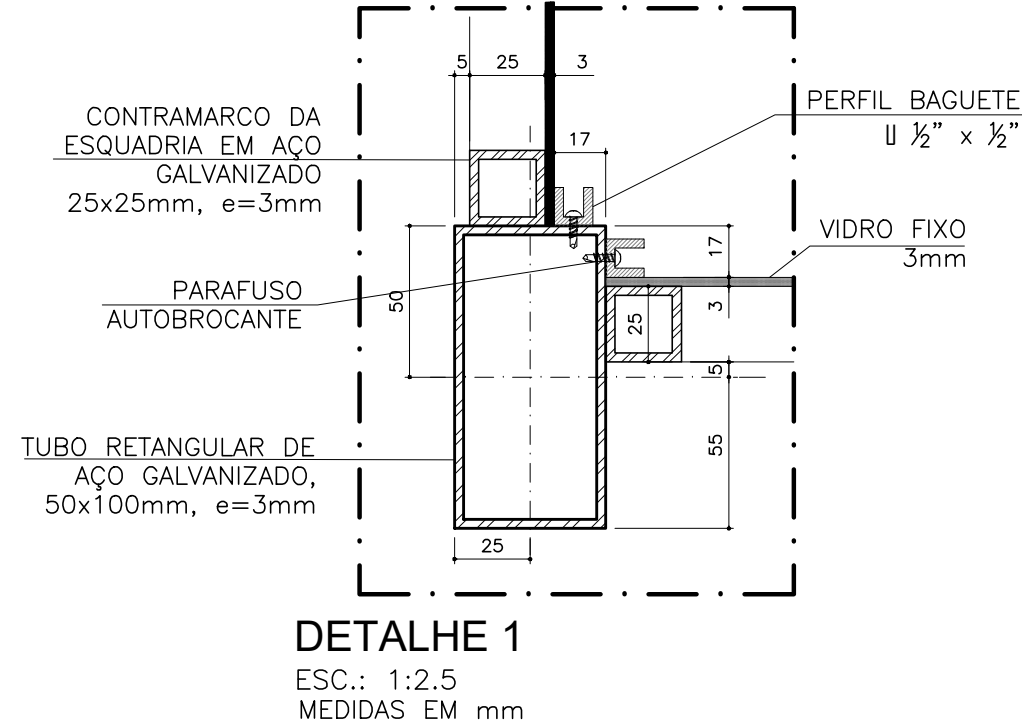 5 25 3
17
CONTRAMARCO DA
ESQUADRIA EM AÇO
GALVANIZADO
25x25mm, e=3mm
PERFIL BAGUETE
U ½” x ½”
VIDRO FIXO
3mm
17
3
25
5
55
50
PARAFUSO
AUTOBROCANTE
TUBO RETANGULAR DE
AÇO GALVANIZADO,
50x100mm, e=3mm
25
DETALHE 1
ESC.: 1:2.5
MEDIDAS EM mm